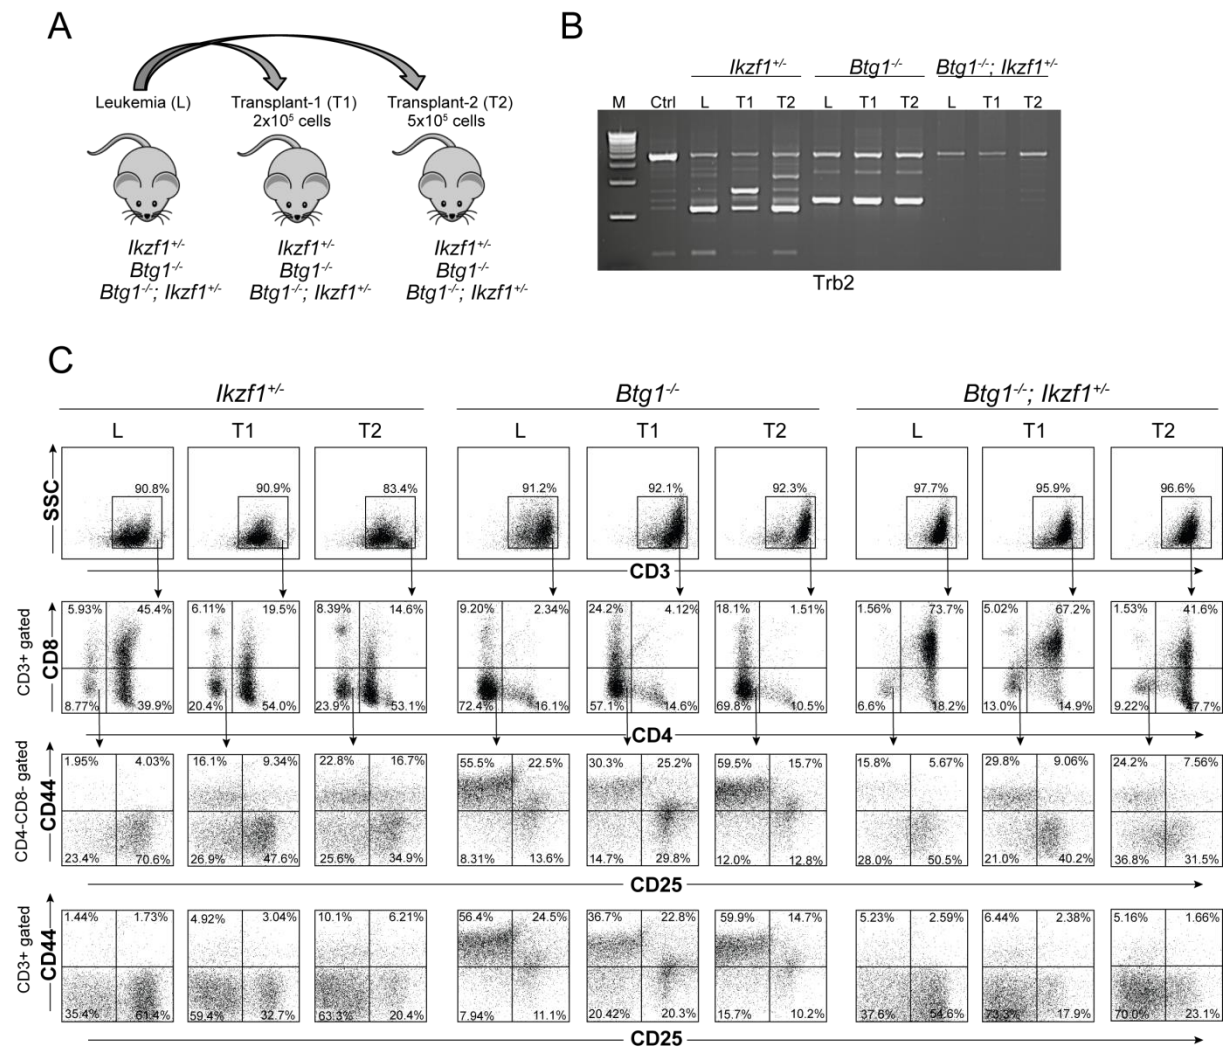 A
Leukemia (L)
Transplant-1 (T1)
2x10⁵ cells
Transplant-2 (T2)
5x10⁵ cells
Ikzf1+/-
Btg1-/-
Btg1-/-; Ikzf1+/-
Ikzf1+/-
Btg1-/-
Btg1-/-; Ikzf1+/-
Ikzf1+/-
Btg1-/-
Btg1-/-; Ikzf1+/-
B
Ikzf1+/- Btg1-/- Btg1-/-; Ikzf1+/-
M Ctrl L T1 T2 L T1 T2 L T1 T2
Trb2
C
Ikzf1+/- Btg1-/- Btg1-/-; Ikzf1+/-
L T1 T2 L T1 T2 L T1 T2
SSC
90.8% 90.9% 83.4% 91.2% 92.1% 92.3% 97.7% 95.9% 96.6%
CD3
CD3+ gated
CD8
5.93% 45.4% 6.11% 19.5% 8.39% 14.6% 9.20% 2.34% 24.2% 4.12% 18.1% 1.51% 1.56% 73.7% 5.02% 67.2% 1.53% 41.6%
8.77% 39.9% 20.4% 54.0% 23.9% 53.1% 72.4% 16.1% 57.1% 14.6% 69.8% 10.5% 6.6% 18.2% 13.0% 14.9% 9.22% 47.7%
CD4
CD4-CD8- gated
CD44
1.95% 4.03% 16.1% 9.34% 22.8% 16.7% 55.5% 22.5% 30.3% 25.2% 59.5% 15.7% 15.8% 5.67% 29.8% 9.06% 24.2% 7.56%
23.4% 70.6% 26.9% 47.6% 25.6% 34.9% 8.31% 13.6% 14.7% 29.8% 12.0% 12.8% 28.0% 50.5% 21.0% 40.2% 36.8% 31.5%
CD25
CD3+ gated
CD44
1.44% 1.73% 4.92% 3.04% 10.1% 6.21% 56.4% 24.5% 36.7% 22.8% 59.9% 14.7% 5.23% 2.59% 6.44% 2.38% 5.16% 1.66%
35.4% 61.4% 59.4% 32.7% 63.3% 20.4% 7.94% 11.1% 20.42% 20.3% 15.7% 10.2% 37.6% 54.6% 73.3% 17.9% 70.0% 23.1%
CD25